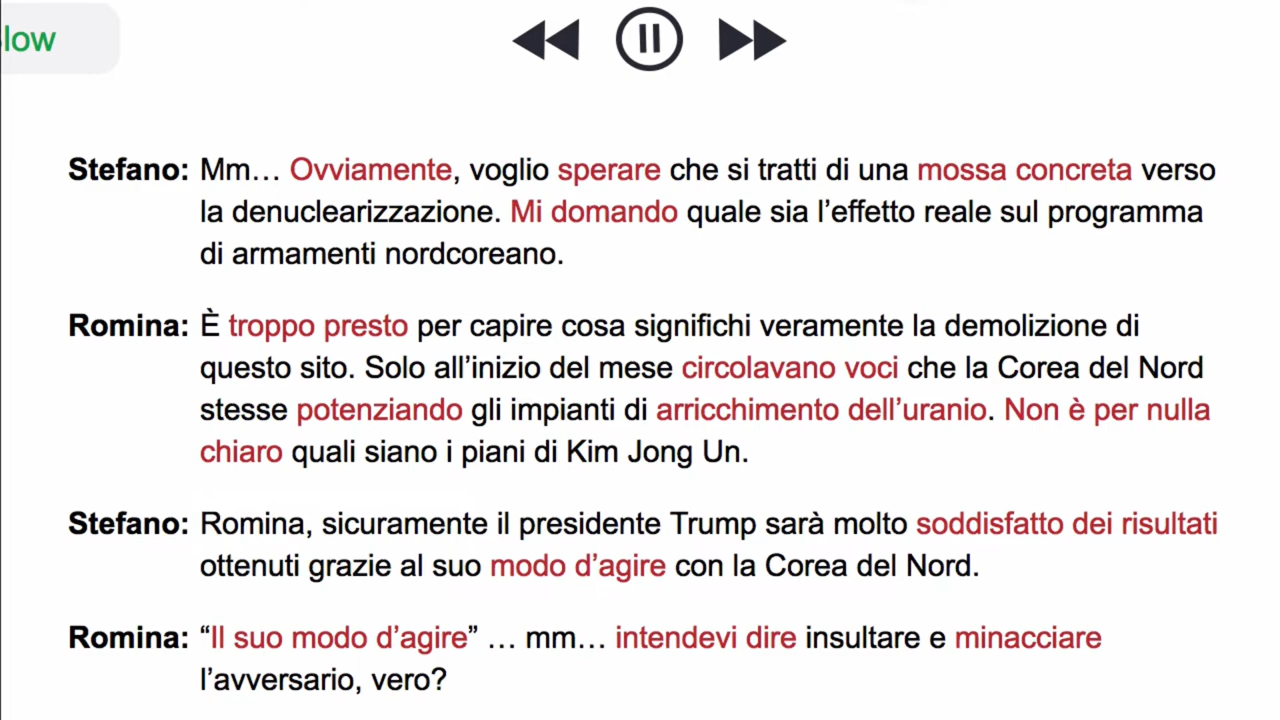 low
Stefano: Mm… Ovviamente, voglio sperare che si tratti di una mossa concreta verso
la denuclearizzazione. Mi domando quale sia l’effetto reale sul programma
di armamenti nordcoreano.
Romina: È troppo presto per capire cosa significhi veramente la demolizione di
questo sito. Solo all’inizio del mese circolavano voci che la Corea del Nord
stesse potenziando gli impianti di arricchimento dell’uranio. Non è per nulla
chiaro quali siano i piani di Kim Jong Un.
Stefano: Romina, sicuramente il presidente Trump sarà molto soddisfatto dei risultati
ottenuti grazie al suo modo d’agire con la Corea del Nord.
Romina: “Il suo modo d’agire” … mm… intendevi dire insultare e minacciare
l’avversario, vero?